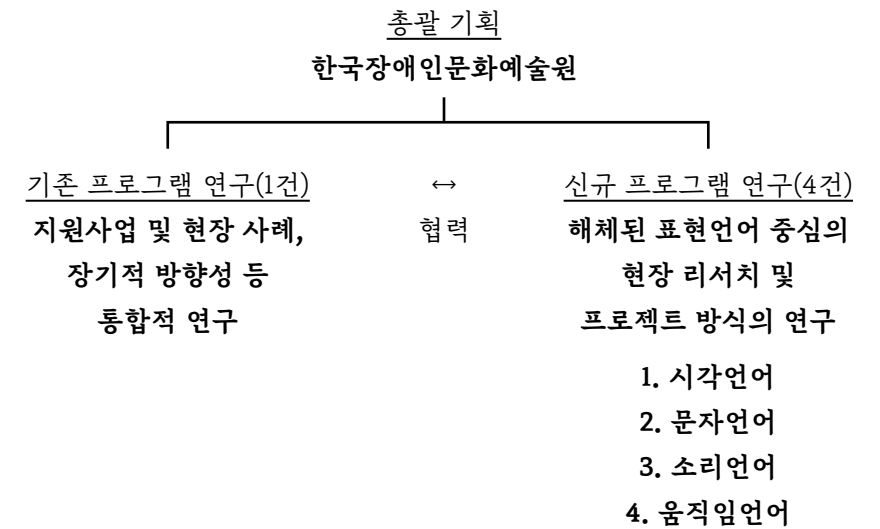 총괄 기획
한국장애인문화예술원
기존 프로그램 연구(1건)
지원사업 및 현장 사례,
장기적 방향성 등
통합적 연구
↔
협력
신규 프로그램 연구(4건)
해체된 표현언어 중심의
현장 리서치 및
프로젝트 방식의 연구
1. 시각언어
2. 문자언어
3. 소리언어
4. 움직임언어